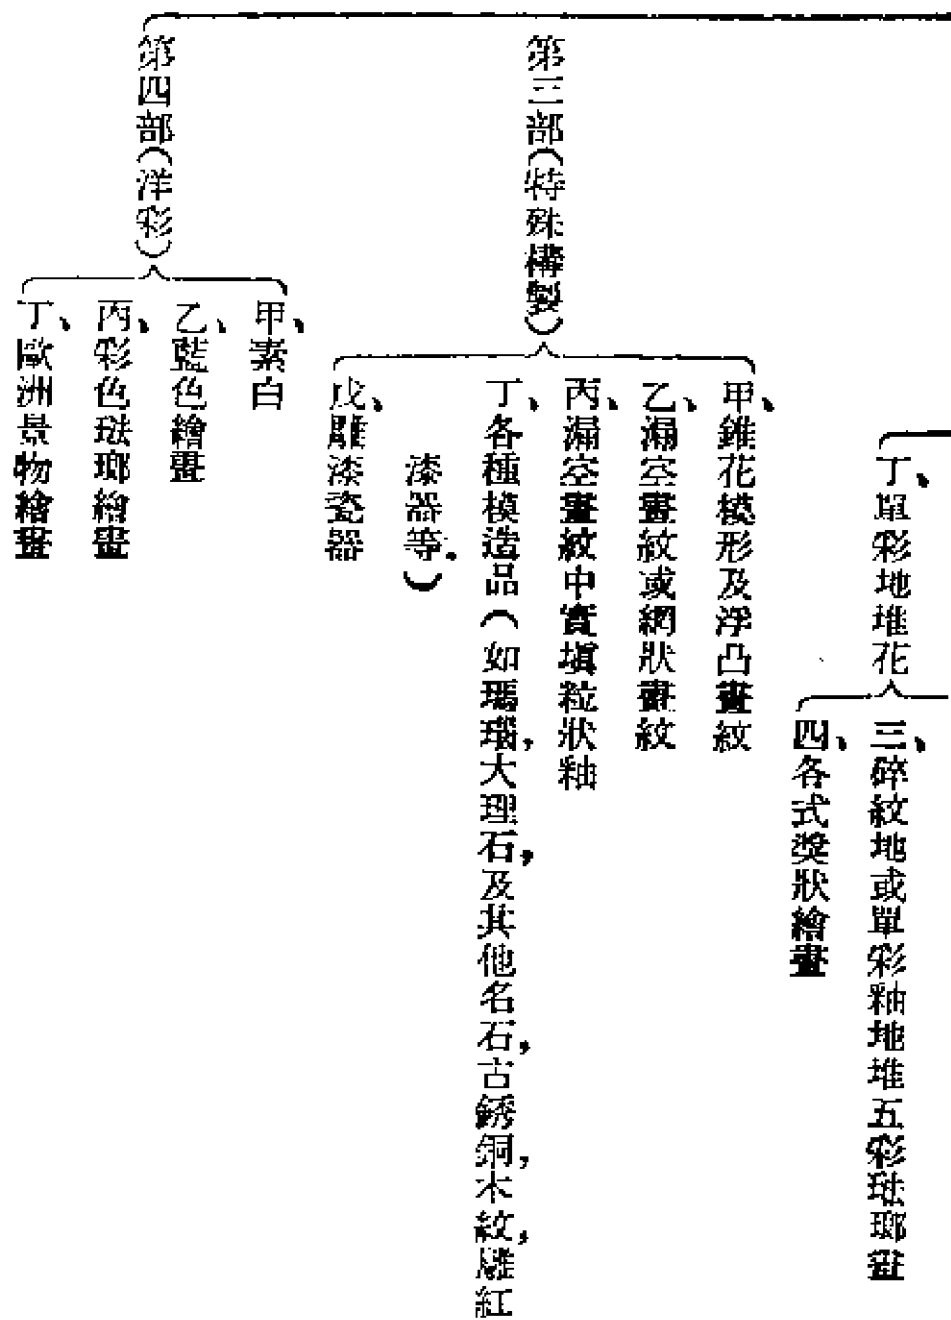 丁、單彩地堆花
三、碎紋地或單彩釉地堆五彩琺瑯畫
四、各式獎狀繪畫
第三部(特殊構製)
甲、錐花模形及浮凸畫紋
乙、漏空畫紋或網狀畫紋
丙、漏空畫紋中實塡粒狀釉
丁、各種模造品(如瑪瑙,大理石,及其他名石,古銹銅,木紋,雕紅
漆器等。)
戊、雕漆瓷器
第四部(洋彩)
甲、素白
乙、藍色繪畫
丙、彩色琺瑯繪畫
丁、歐洲景物繪畫